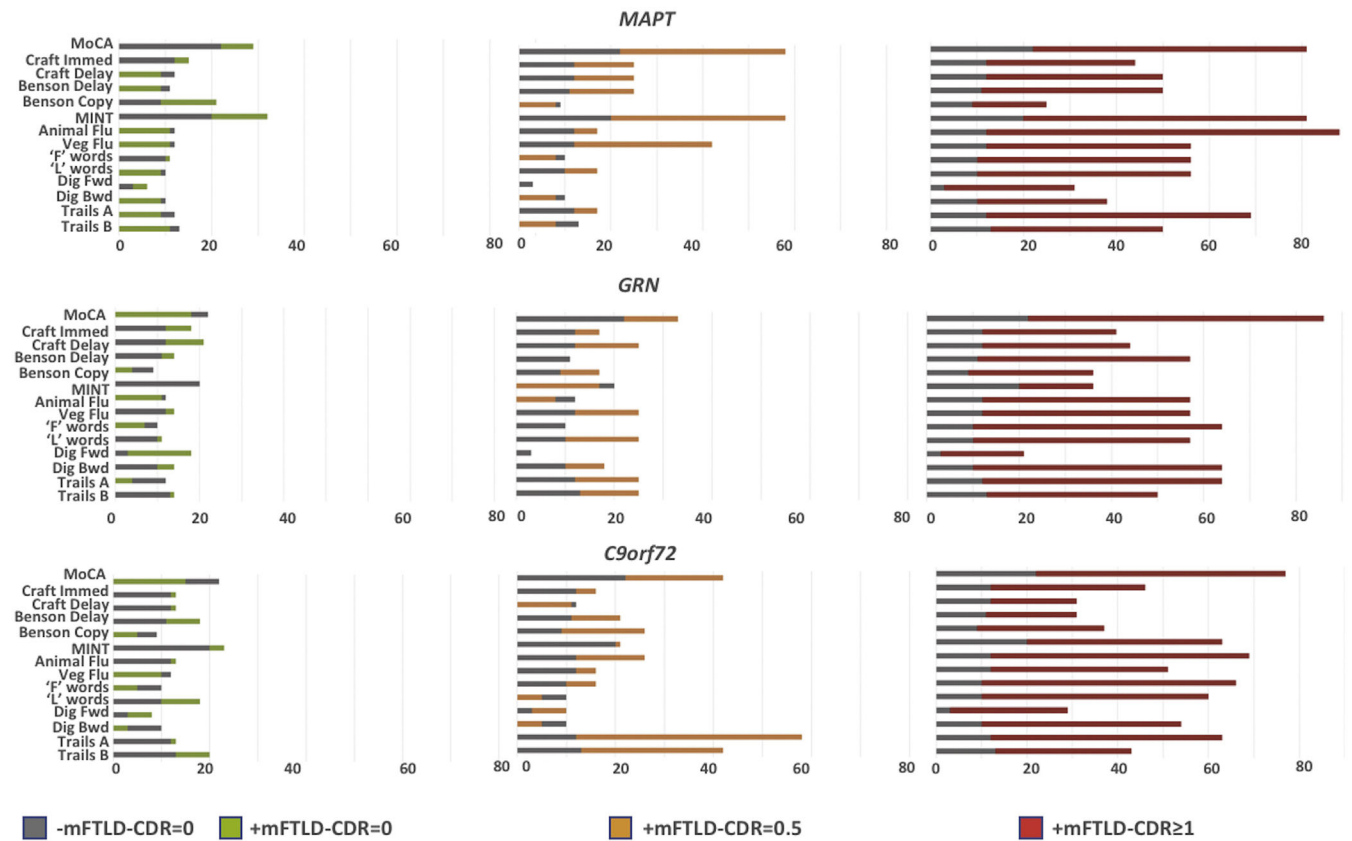 MAPT
MoCA
Craft Immed
Craft Delay
Benson Delay
Benson Copy
MINT
Animal Flu
Veg Flu
‘F’ words
‘L’ words
Dig Fwd
Dig Bwd
Trails A
Trails B
0 20 40 60 80 0 20 40 60 80 0 20 40 60 80
GRN
MoCA
Craft Immed
Craft Delay
Benson Delay
Benson Copy
MINT
Animal Flu
Veg Flu
‘F’ words
‘L’ words
Dig Fwd
Dig Bwd
Trails A
Trails B
0 20 40 60 80 0 20 40 60 80 0 20 40 60 80
C9orf72
MoCA
Craft Immed
Craft Delay
Benson Delay
Benson Copy
MINT
Animal Flu
Veg Flu
‘F’ words
‘L’ words
Dig Fwd
Dig Bwd
Trails A
Trails B
0 20 40 60 80 0 20 40 60 80 0 20 40 60 80
-mFTLD-CDR=0 +mFTLD-CDR=0 +mFTLD-CDR=0.5 +mFTLD-CDR≥1